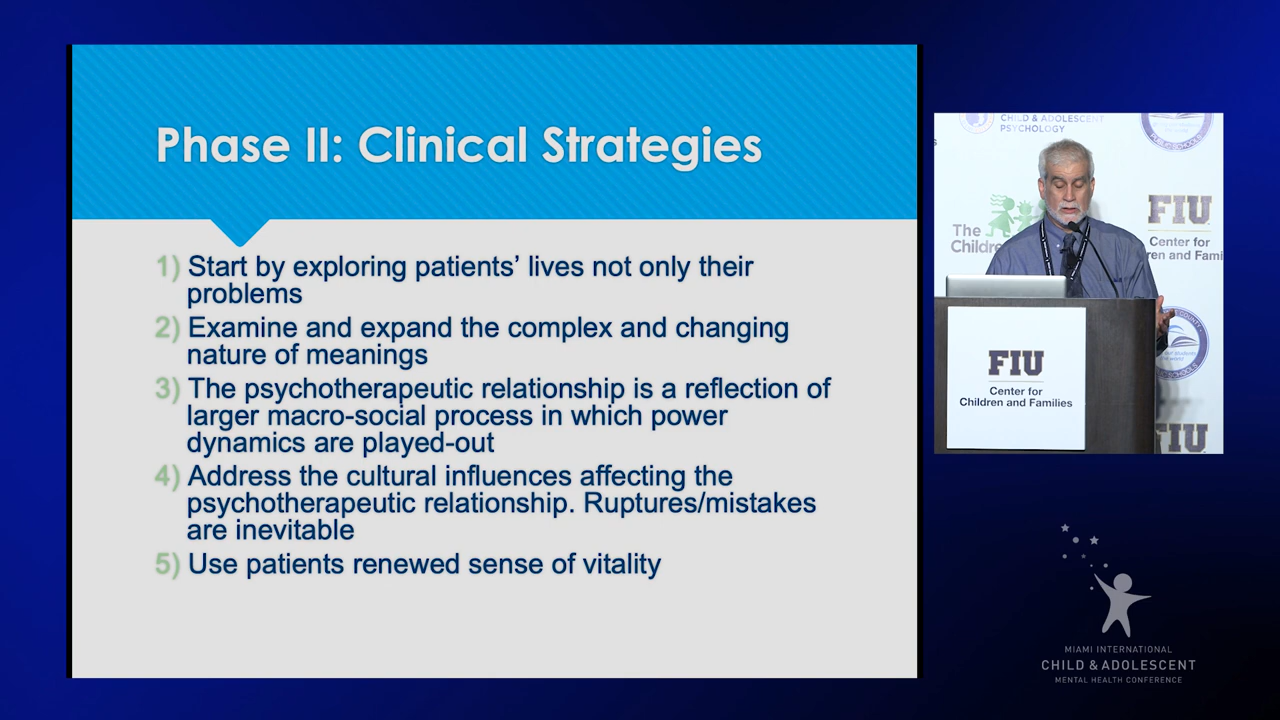 Phase II: Clinical Strategies
1) Start by exploring patients’ lives not only their
problems
2) Examine and expand the complex and changing
nature of meanings
3) The psychotherapeutic relationship is a reflection of
larger macro-social process in which power
dynamics are played-out
4) Address the cultural influences affecting the
psychotherapeutic relationship. Ruptures/mistakes
are inevitable
5) Use patients renewed sense of vitality
CHILD & ADOLESCENT
PSYCHOLOGY
PUBLIC SCHOOLS
The
FIU
Center for
FIU
Center for
Children and Families
FIU
MIAMI INTERNATIONAL
CHILD & ADOLESCENT
MENTAL HEALTH CONFERENCE